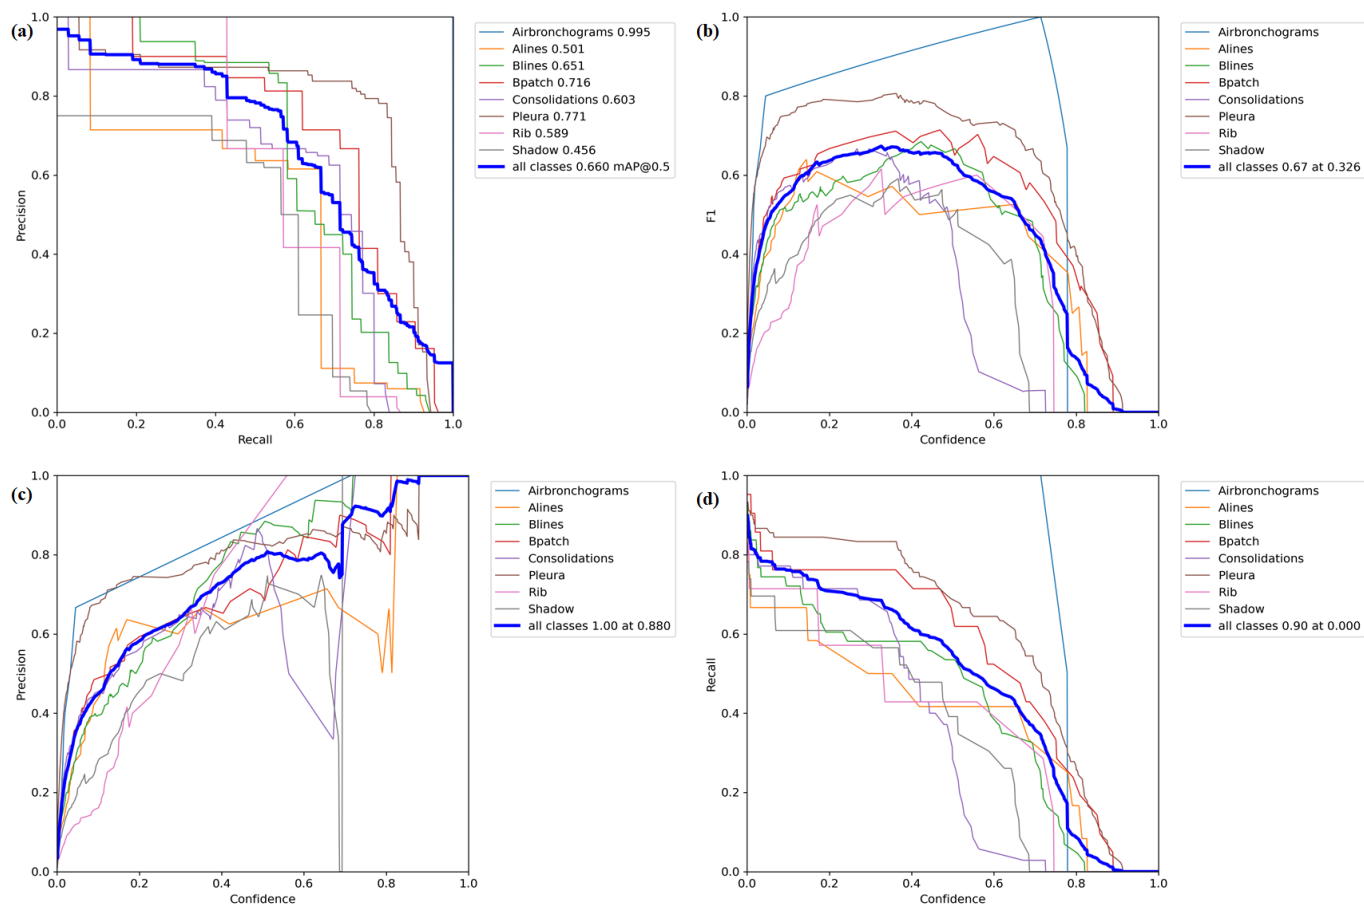 (a)
1.0
0.8
0.6
0.4
0.2
0.0
Precision
0.0 0.2 0.4 0.6 0.8 1.0
Recall
Airbronchograms 0.995
Alines 0.501
Blines 0.651
Bpatch 0.716
Consolidations 0.603
Pleura 0.771
Rib 0.589
Shadow 0.456
all classes 0.660 mAP@0.5
(b)
1.0
0.8
0.6
0.4
0.2
0.0
F1
0.0 0.2 0.4 0.6 0.8 1.0
Confidence
Airbronchograms
Alines
Blines
Bpatch
Consolidations
Pleura
Rib
Shadow
all classes 0.67 at 0.326
(c)
1.0
0.8
0.6
0.4
0.2
0.0
Precision
0.0 0.2 0.4 0.6 0.8 1.0
Confidence
Airbronchograms
Alines
Blines
Bpatch
Consolidations
Pleura
Rib
Shadow
all classes 1.00 at 0.880
(d)
1.0
0.8
0.6
0.4
0.2
0.0
Recall
0.0 0.2 0.4 0.6 0.8 1.0
Confidence
Airbronchograms
Alines
Blines
Bpatch
Consolidations
Pleura
Rib
Shadow
all classes 0.90 at 0.000